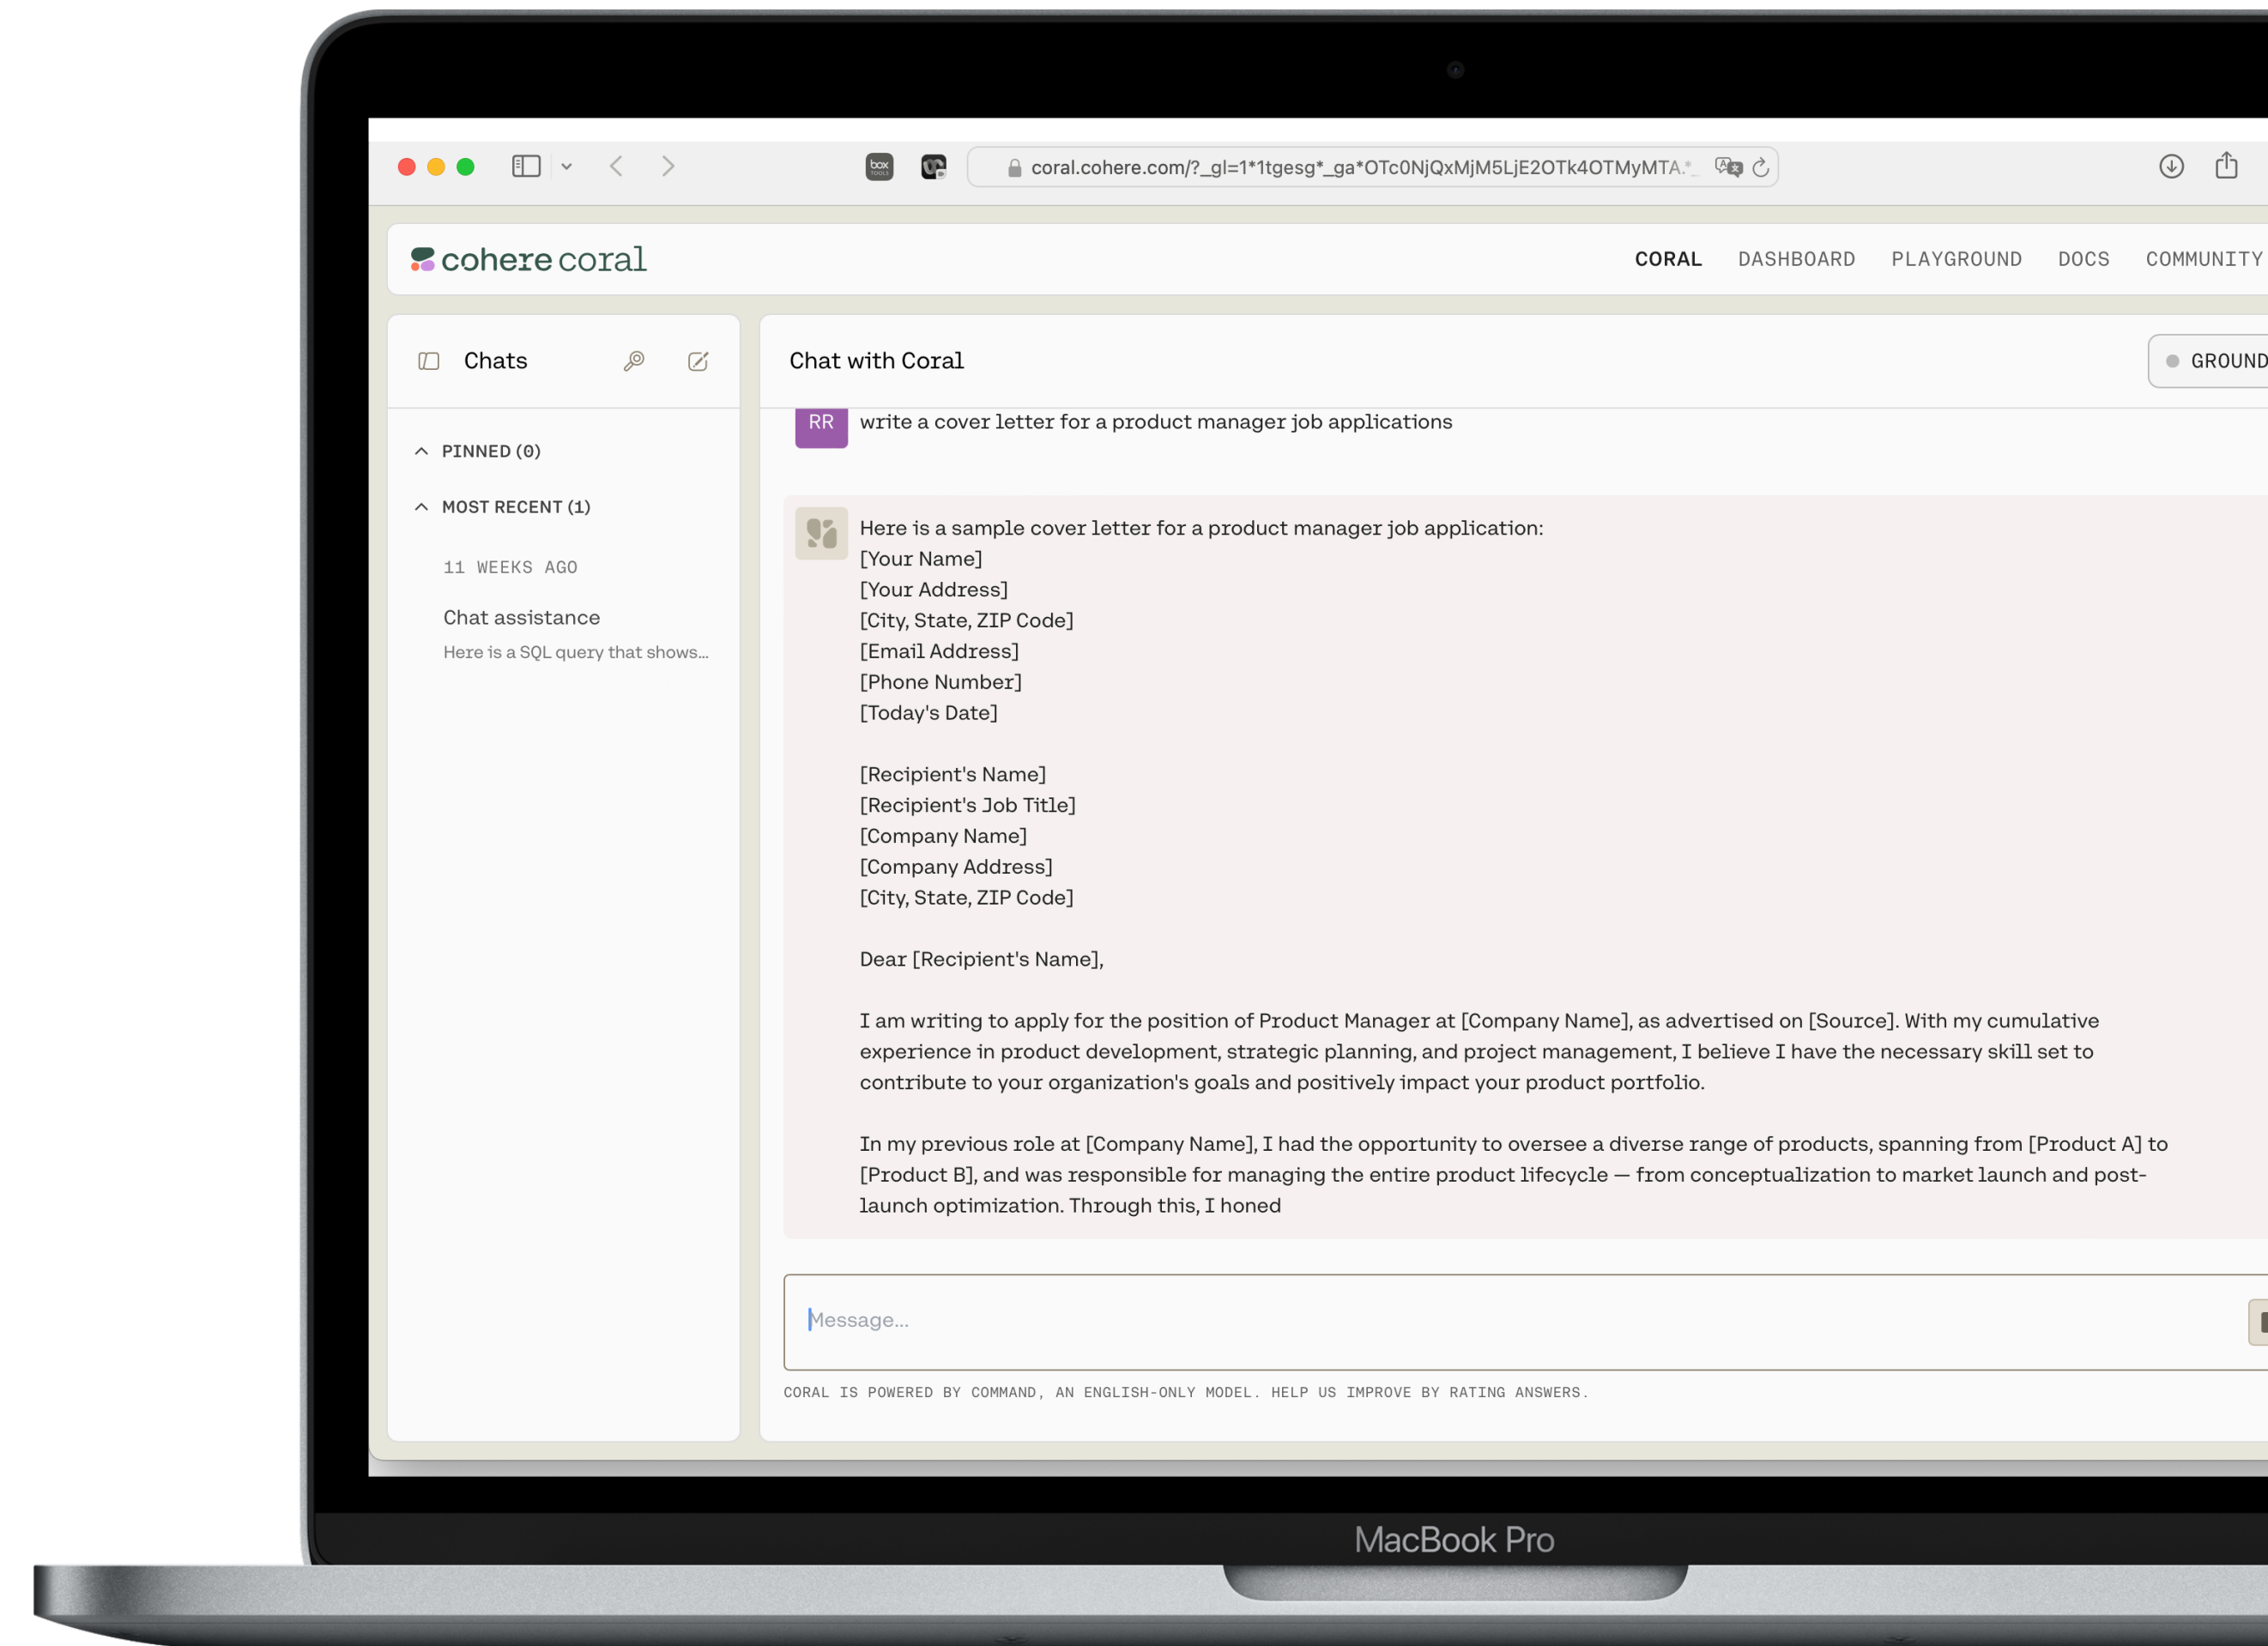 box
TOOLS
coral.cohere.com/?_gl=1*1tgesg*_ga*OTc0NjQxMjM5LjE2OTk4OTMyMTA.*_
cohere coral
CORAL DASHBOARD PLAYGROUND DOCS COMMUNITY
Chats
Chat with Coral
GROUND
PINNED (0)
MOST RECENT (1)
11 WEEKS AGO
Chat assistance
Here is a SQL query that shows...
RR
write a cover letter for a product manager job applications
Here is a sample cover letter for a product manager job application:
[Your Name]
[Your Address]
[City, State, ZIP Code]
[Email Address]
[Phone Number]
[Today's Date]
[Recipient's Name]
[Recipient's Job Title]
[Company Name]
[Company Address]
[City, State, ZIP Code]
Dear [Recipient's Name],
I am writing to apply for the position of Product Manager at [Company Name], as advertised on [Source]. With my cumulative
experience in product development, strategic planning, and project management, I believe I have the necessary skill set to
contribute to your organization's goals and positively impact your product portfolio.
In my previous role at [Company Name], I had the opportunity to oversee a diverse range of products, spanning from [Product A] to
[Product B], and was responsible for managing the entire product lifecycle — from conceptualization to market launch and post-
launch optimization. Through this, I honed
Message...
CORAL IS POWERED BY COMMAND, AN ENGLISH-ONLY MODEL. HELP US IMPROVE BY RATING ANSWERS.
MacBook Pro